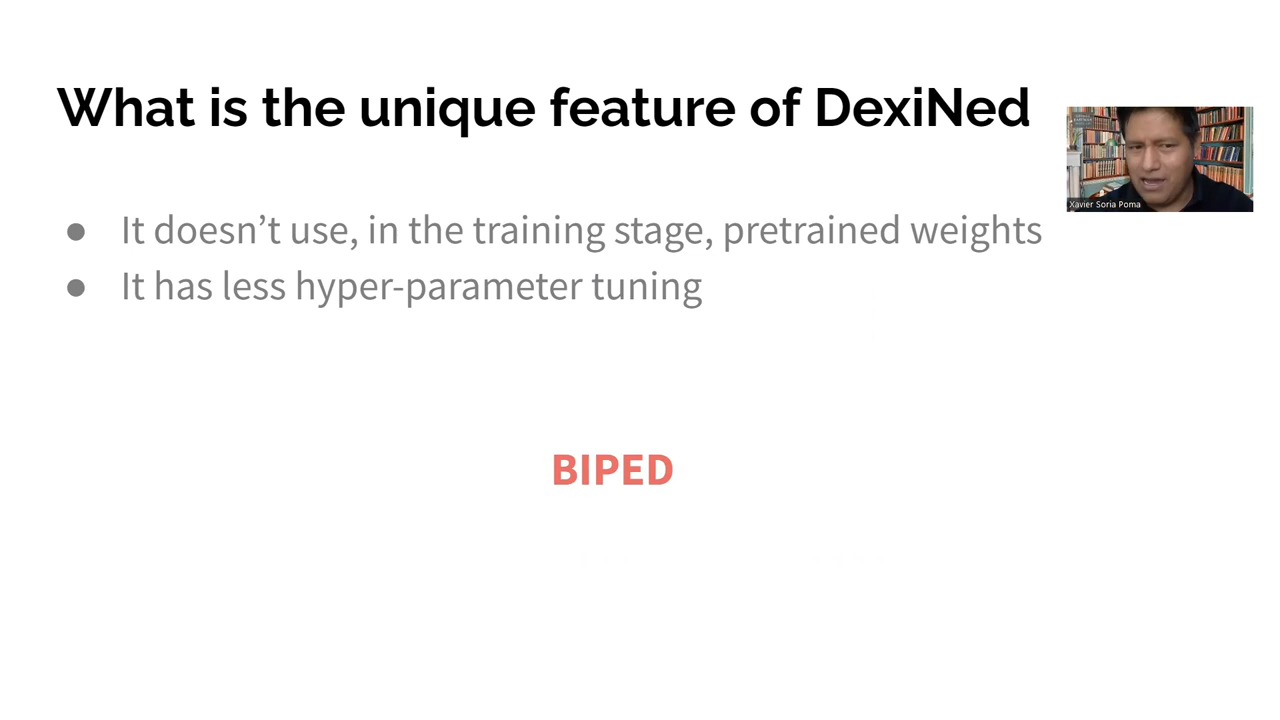 What is the unique feature of DexiNed
Xavier Soria Poma
● It doesn’t use, in the training stage, pretrained weights
● It has less hyper-parameter tuning
BIPED